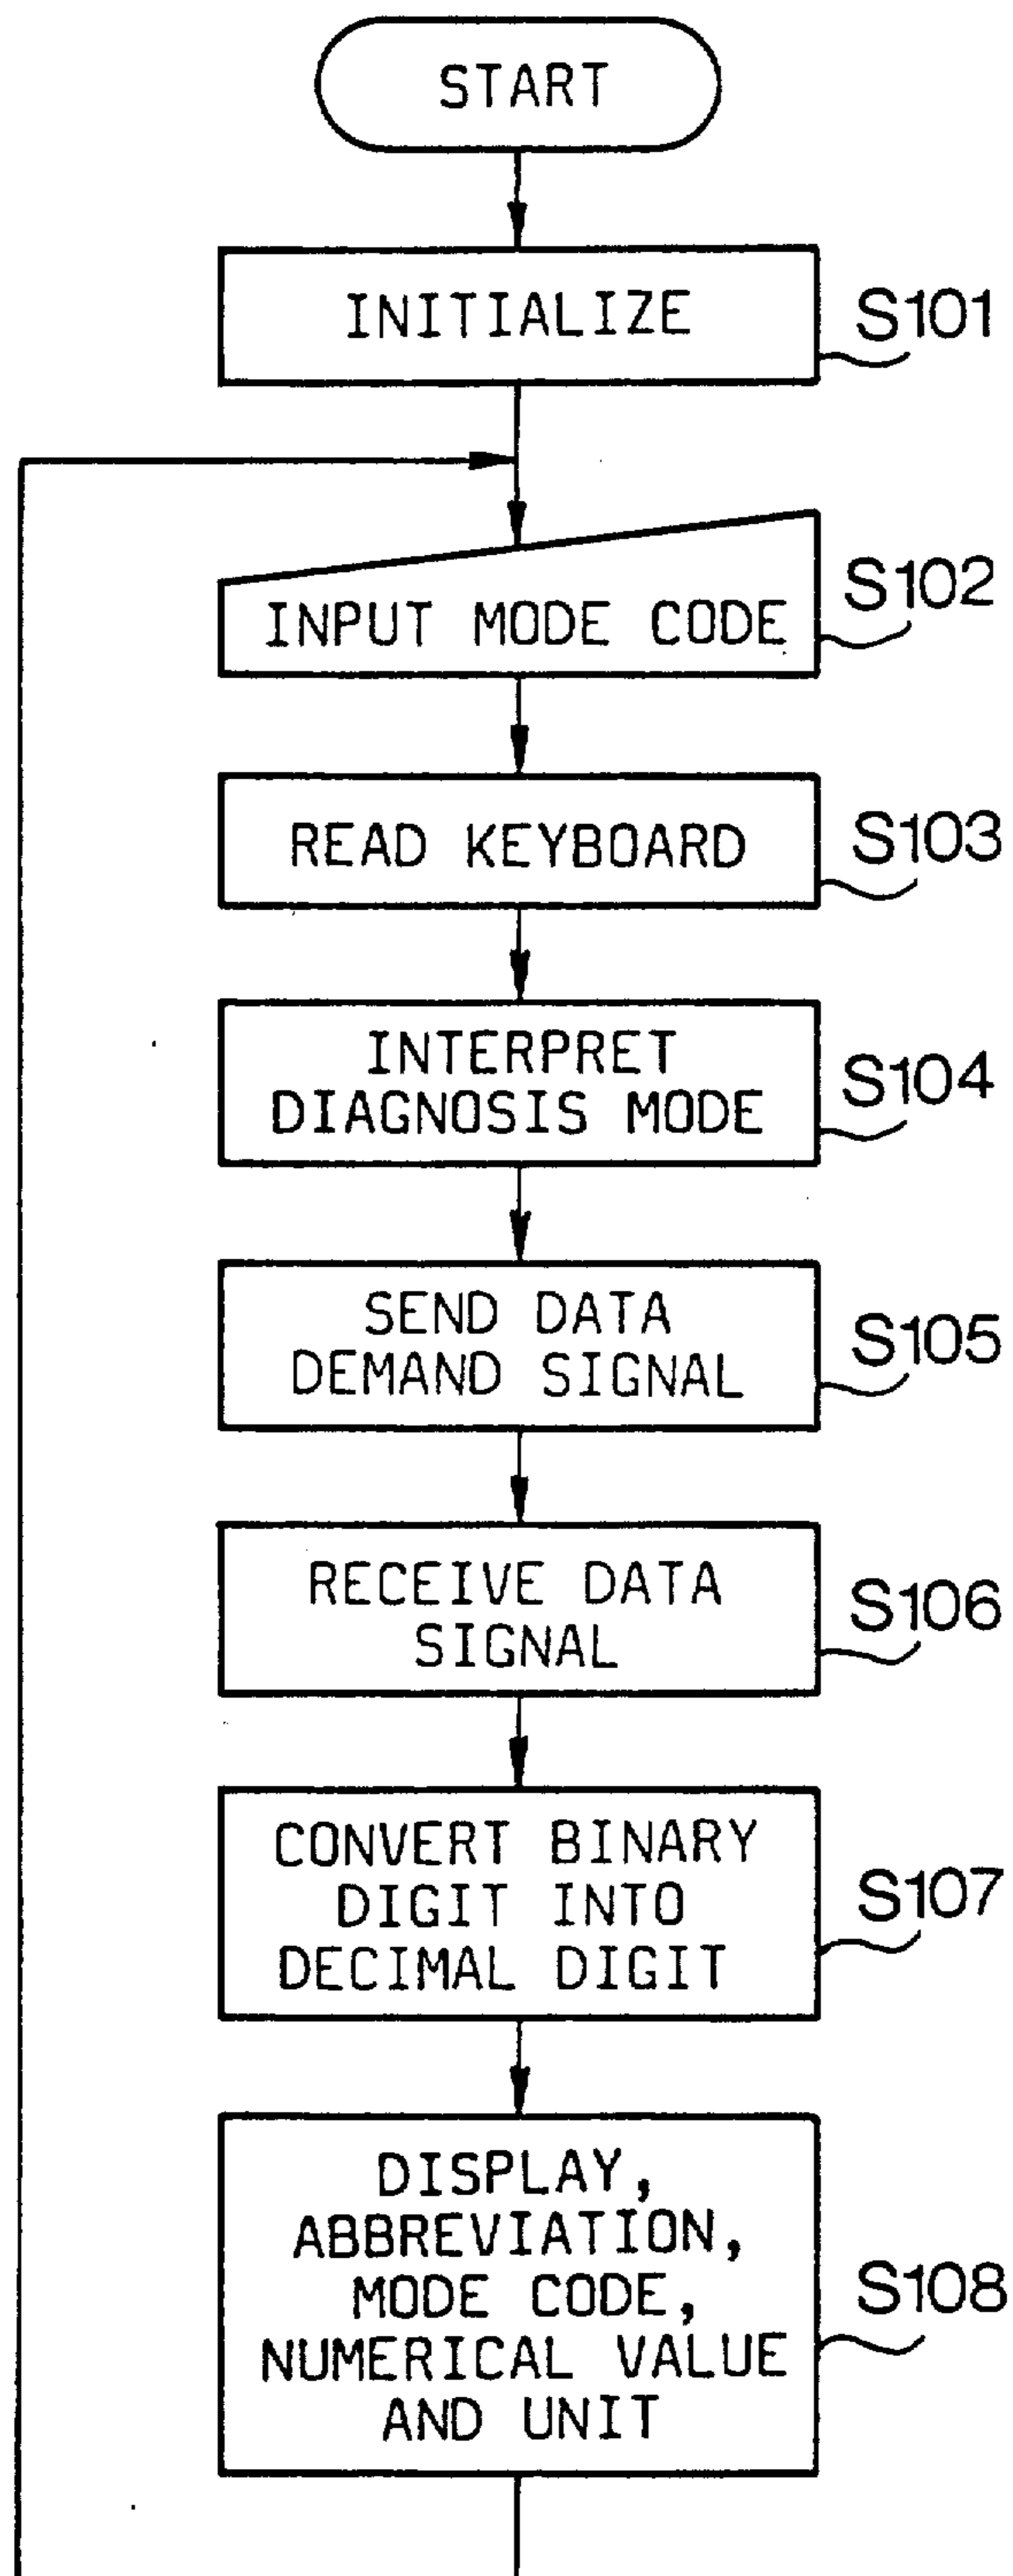 START
INITIALIZE
S101
INPUT MODE CODE
S102
READ KEYBOARD
S103
INTERPRET
DIAGNOSIS MODE
S104
SEND DATA
DEMAND SIGNAL
S105
RECEIVE DATA
SIGNAL
S106
CONVERT BINARY
DIGIT INTO
DECIMAL DIGIT
S107
DISPLAY,
ABBREVIATION,
MODE CODE,
NUMERICAL VALUE
AND UNIT
S108